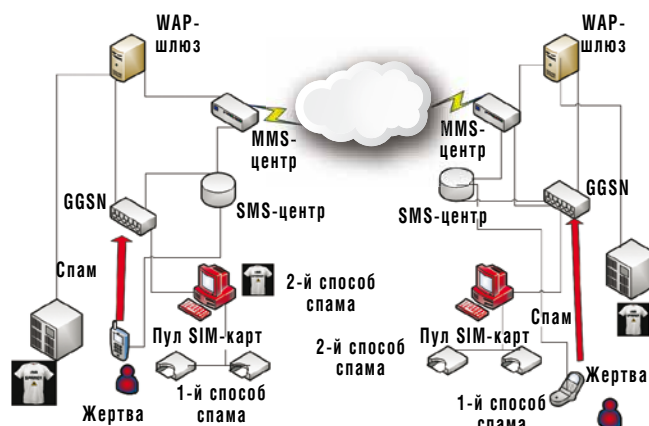 WAP-
шлюз
MMS-
центр
GGSN
SMS-центр
Спам
2-й способ
спама
Пул SIM-карт
1-й способ
спама
Жертва
WAP-
шлюз
MMS-
центр
GGSN
SMS-центр
Спам
Пул SIM-карт
2-й способ
спама
1-й способ
спама
Жертва